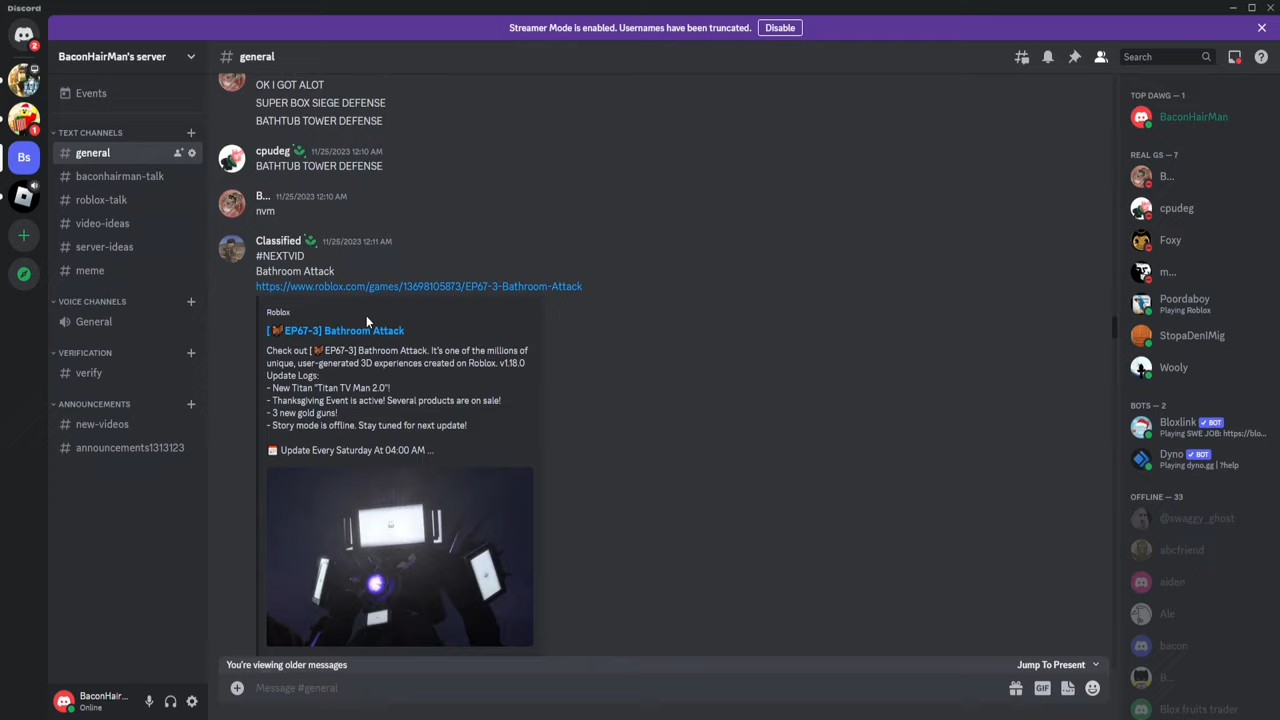 Discord
Streamer Mode is enabled. Usernames have been truncated. Disable
2
1
Bs
BaconHairMan's server
Events
TEXT CHANNELS
general
baconhairman-talk
roblox-talk
video-ideas
server-ideas
meme
VOICE CHANNELS
General
VERIFICATION
verify
ANNOUNCEMENTS
new-videos
announcements1313123
BaconHair...
Online
general
Search
OK I GOT ALOT
SUPER BOX SIEGE DEFENSE
BATHTUB TOWER DEFENSE
cpudeg 11/25/2023 12:10 AM
BATHTUB TOWER DEFENSE
B... 11/25/2023 12:10 AM
nvm
Classified 11/25/2023 12:11 AM
#NEXTVID
Bathroom Attack
https://www.roblox.com/games/13698105873/EP67-3-Bathroom-Attack
Roblox
[ EP67-3] Bathroom Attack
Check out [ EP67-3] Bathroom Attack. It's one of the millions of
unique, user-generated 3D experiences created on Roblox. v1.18.0
Update Logs:
- New Titan "Titan TV Man 2.0"!
- Thanksgiving Event is active! Several products are on sale!
- 3 new gold guns!
- Story mode is offline. Stay tuned for next update!
Update Every Saturday At 04:00 AM ...
You're viewing older messages
Jump To Present
Message #general
GIF
TOP DAWG — 1
BaconHairMan
REAL GS — 7
B...
cpudeg
Foxy
m...
Poordaboy
Playing Roblox
StopaDenIMig
Wooly
BOTS — 2
Bloxlink ✓ BOT
Playing SWE JOB: https://blo...
Dyno ✓ BOT
Playing dyno.gg | ?help
OFFLINE — 33
@swaggy_ghost
abcfriend
aiden
Ale
bacon
B...
Blox fruits trader